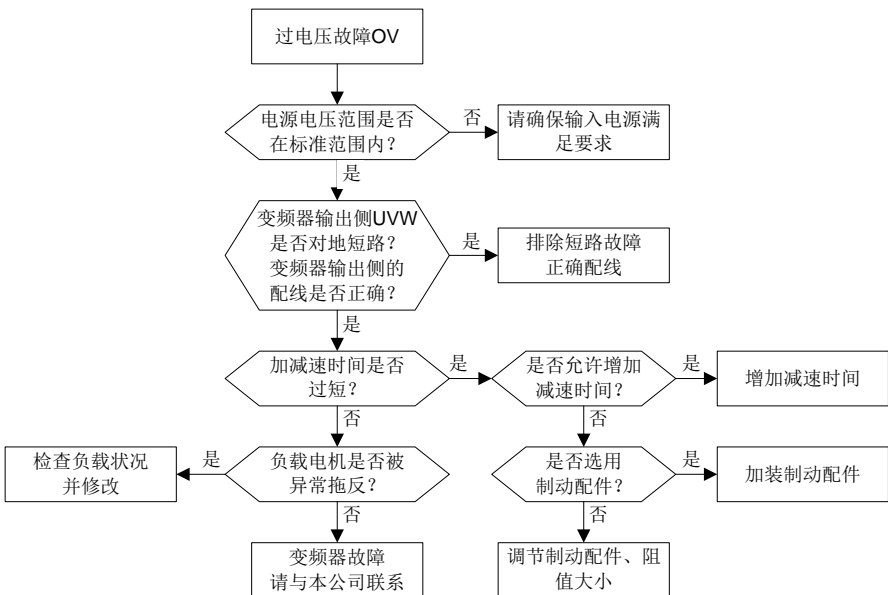 过电压故障OV
电源电压范围是否
在标准范围内?
否
请确保输入电源满
足要求
是
变频器输出侧UVW
是否对地短路?
变频器输出侧的
配线是否正确?
是
排除短路故障
正确配线
是
加减速时间是否
过短?
是
是否允许增加
减速时间?
是
增加减速时间
否
否
检查负载状况
并修改
是
负载电机是否被
异常拖反?
是否选用
制动配件?
是
加装制动配件
否
否
变频器故障
请与本公司联系
调节制动配件、阻
值大小